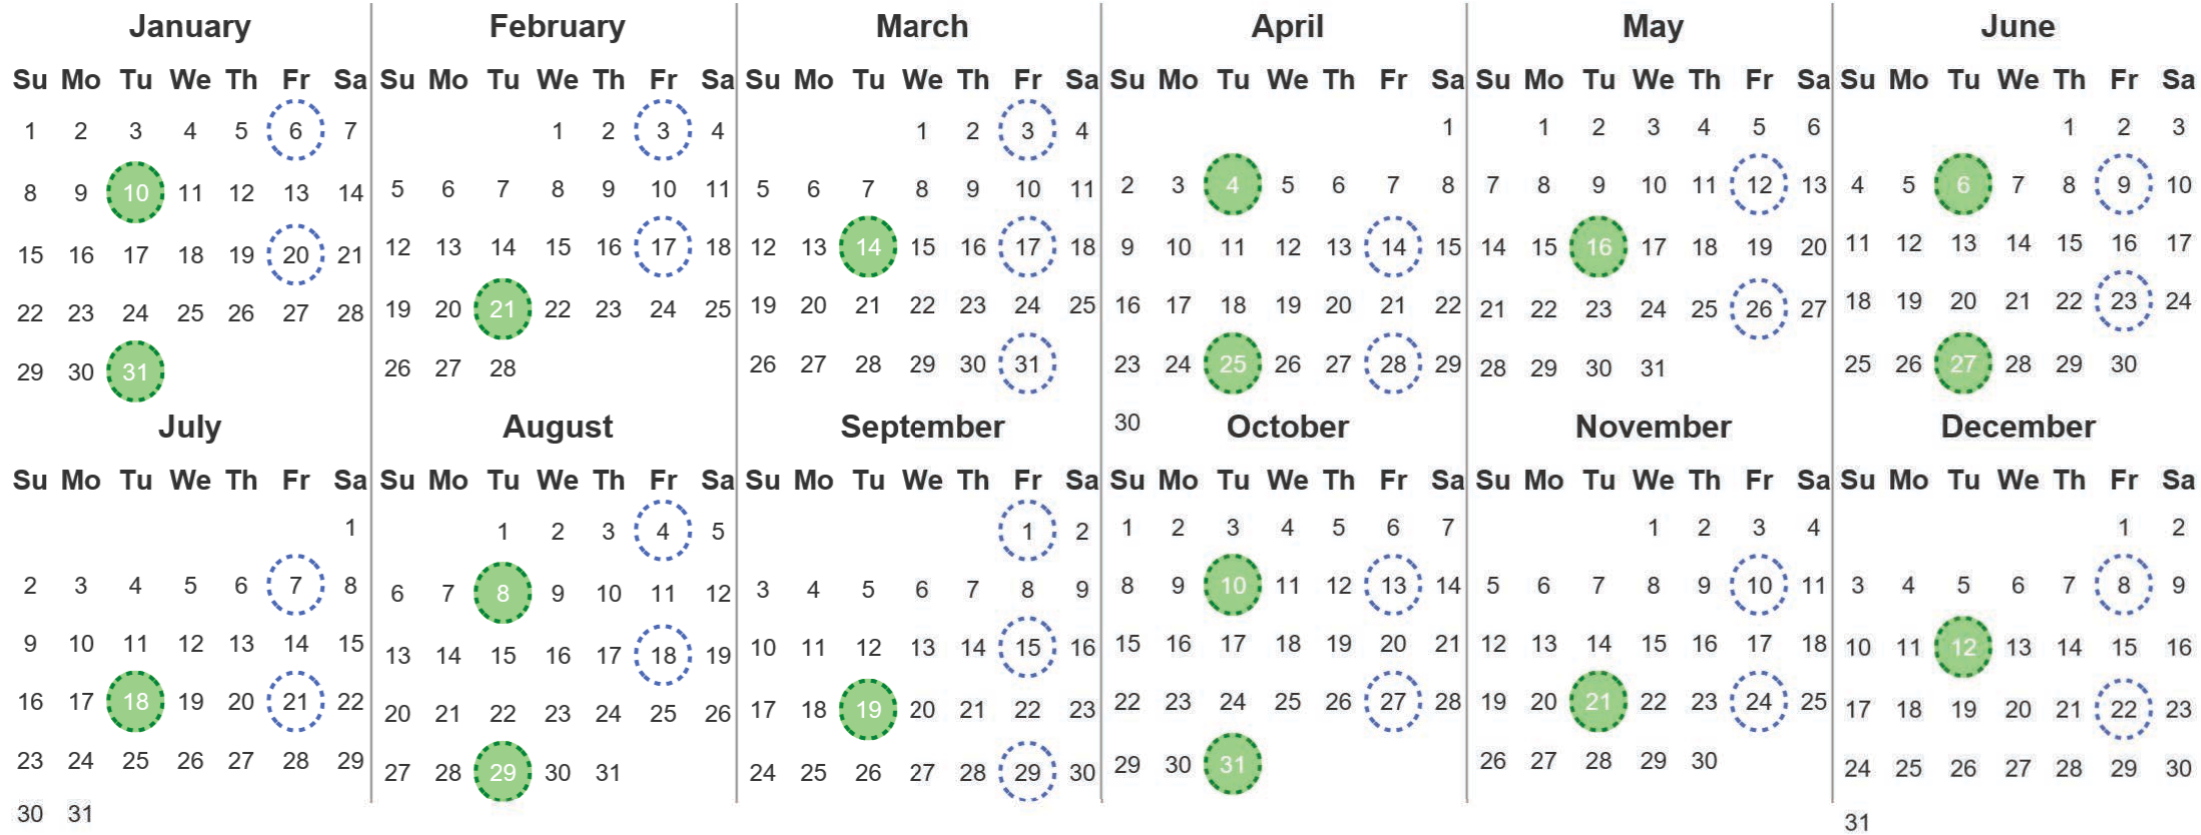 January February March April May June
Su Mo Tu We Th Fr Sa Su Mo Tu We Th Fr Sa Su Mo Tu We Th Fr Sa Su Mo Tu We Th Fr Sa Su Mo Tu We Th Fr Sa Su Mo Tu We Th Fr Sa
1 2 3 4 5 6 7 1 2 3 4 1 2 3 4 1 1 2 3 4 5 6 1 2 3
8 9 10 11 12 13 14 5 6 7 8 9 10 11 5 6 7 8 9 10 11 2 3 4 5 6 7 8 7 8 9 10 11 12 13 4 5 6 7 8 9 10
15 16 17 18 19 20 21 12 13 14 15 16 17 18 12 13 14 15 16 17 18 9 10 11 12 13 14 15 14 15 16 17 18 19 20 11 12 13 14 15 16 17
22 23 24 25 26 27 28 19 20 21 22 23 24 25 19 20 21 22 23 24 25 16 17 18 19 20 21 22 21 22 23 24 25 26 27 18 19 20 21 22 23 24
29 30 31 26 27 28 26 27 28 29 30 31 23 24 25 26 27 28 29 28 29 30 31 25 26 27 28 29 30
30
July August September October November December
Su Mo Tu We Th Fr Sa Su Mo Tu We Th Fr Sa Su Mo Tu We Th Fr Sa Su Mo Tu We Th Fr Sa Su Mo Tu We Th Fr Sa Su Mo Tu We Th Fr Sa
1 1 2 3 4 5 1 2 1 2 3 4 5 6 7 1 2 3 4 1 2
2 3 4 5 6 7 8 6 7 8 9 10 11 12 3 4 5 6 7 8 9 8 9 10 11 12 13 14 5 6 7 8 9 10 11 3 4 5 6 7 8 9
9 10 11 12 13 14 15 13 14 15 16 17 18 19 10 11 12 13 14 15 16 15 16 17 18 19 20 21 12 13 14 15 16 17 18 10 11 12 13 14 15 16
16 17 18 19 20 21 22 20 21 22 23 24 25 26 17 18 19 20 21 22 23 22 23 24 25 26 27 28 19 20 21 22 23 24 25 17 18 19 20 21 22 23
23 24 25 26 27 28 29 27 28 29 30 31 24 25 26 27 28 29 30 29 30 31 26 27 28 29 30 24 25 26 27 28 29 30
30 31 31